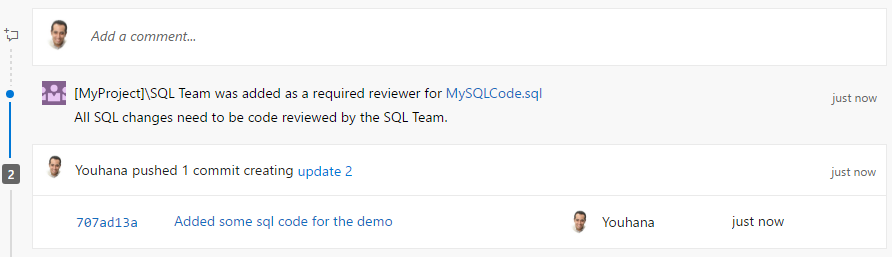 Add a comment...
[MyProject]\SQL Team was added as a required reviewer for MySQLCode.sql
just now
All SQL changes need to be code reviewed by the SQL Team.
2
Youhana pushed 1 commit creating update 2
just now
707ad13a Added some sql code for the demo Youhana just now